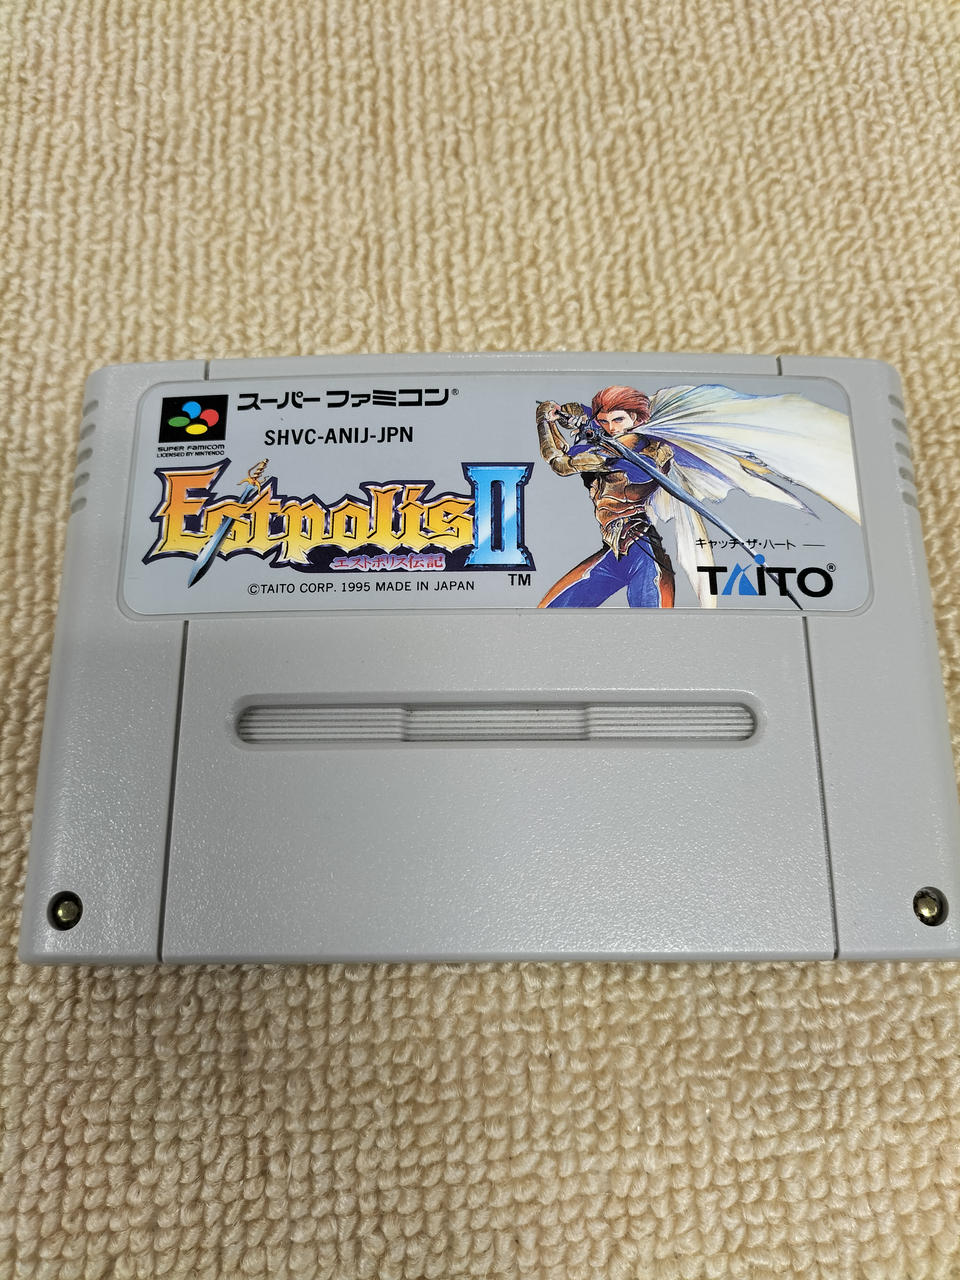 スーパーファミコン®
SUPER FAMICOM
LICENSED BY NINTENDO
SHVC-ANIJ-JPN
Estpolis II
エストポリス伝記
TM
©TAITO CORP. 1995 MADE IN JAPAN
キャッチ・ザ・ハート
TAITO®